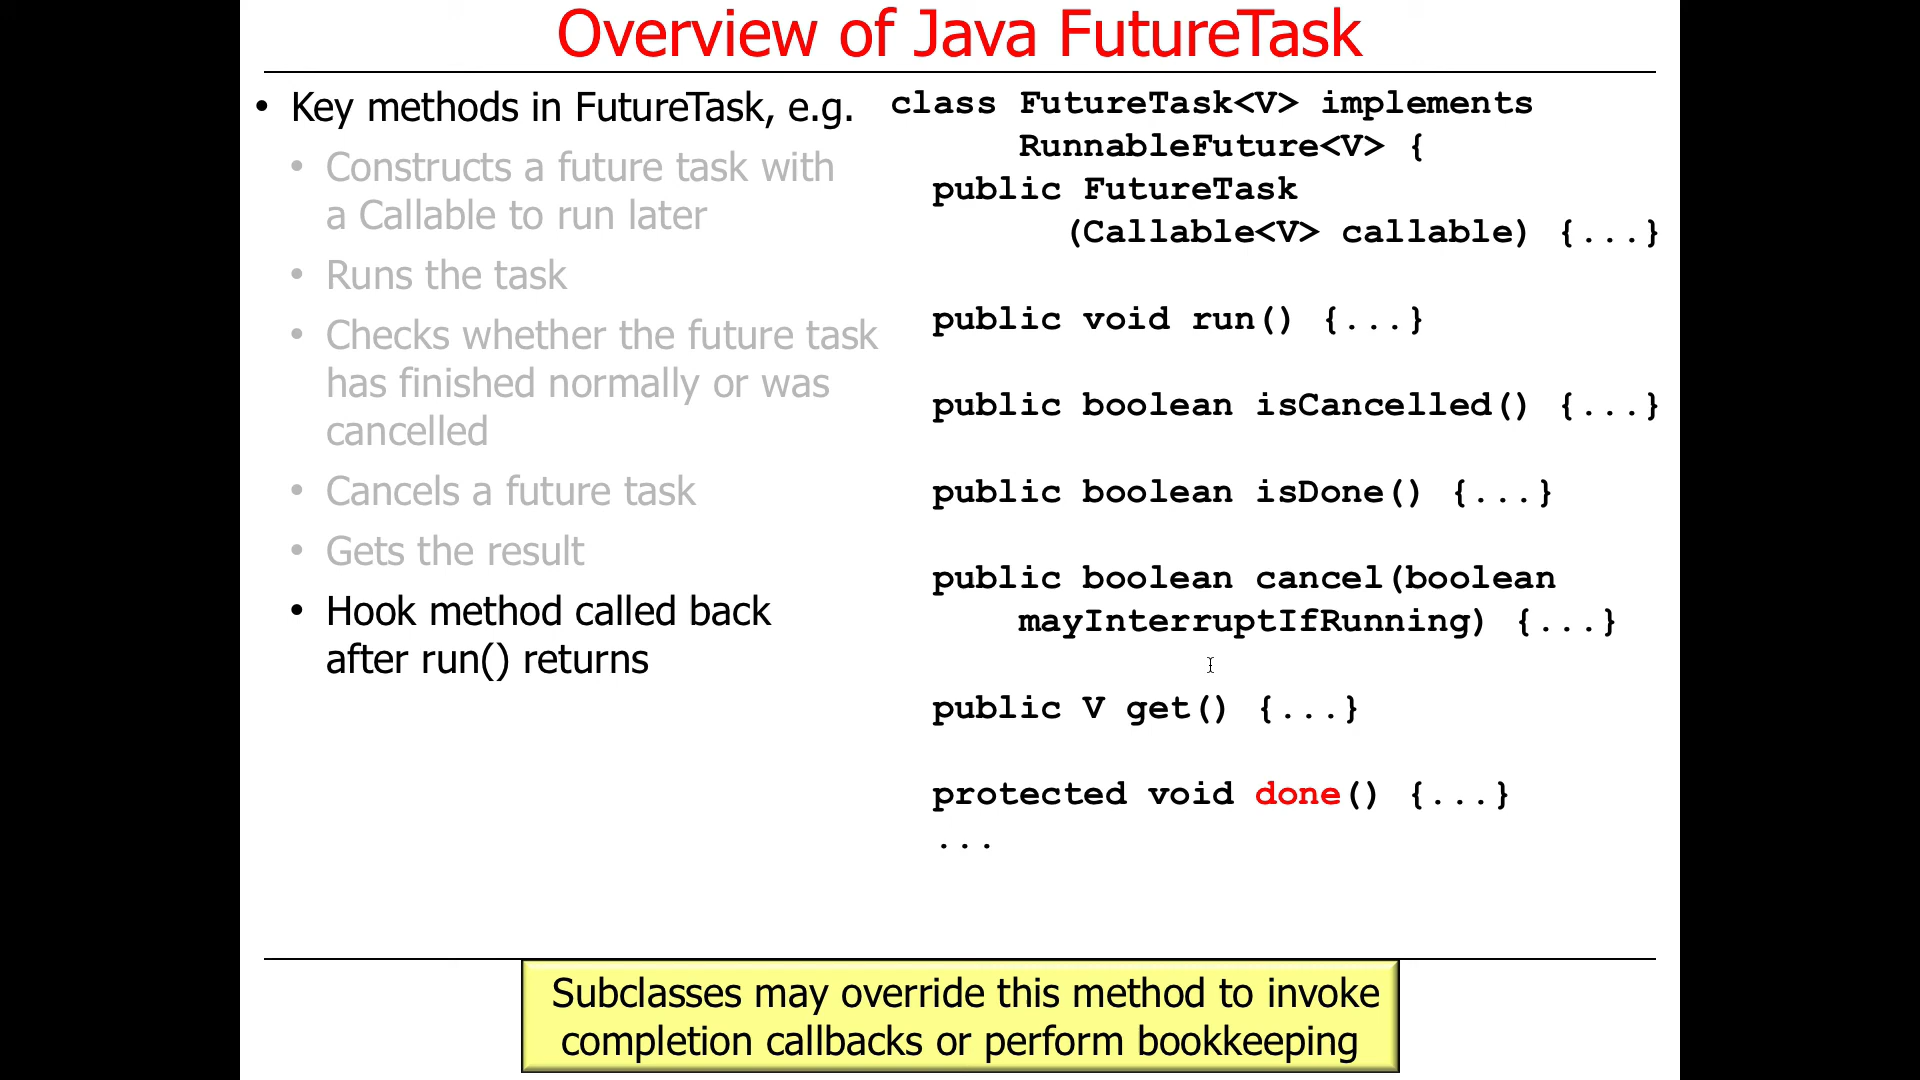 Overview of Java FutureTask
• Key methods in FutureTask, e.g.
• Constructs a future task with
a Callable to run later
• Runs the task
• Checks whether the future task
has finished normally or was
cancelled
• Cancels a future task
• Gets the result
• Hook method called back
after run() returns
class FutureTask<V> implements
RunnableFuture<V> {
public FutureTask
(Callable<V> callable) {...}
public void run() {...}
public boolean isCancelled() {...}
public boolean isDone() {...}
public boolean cancel(boolean
mayInterruptIfRunning) {...}
public V get() {...}
protected void done() {...}
...
Subclasses may override this method to invoke
completion callbacks or perform bookkeeping